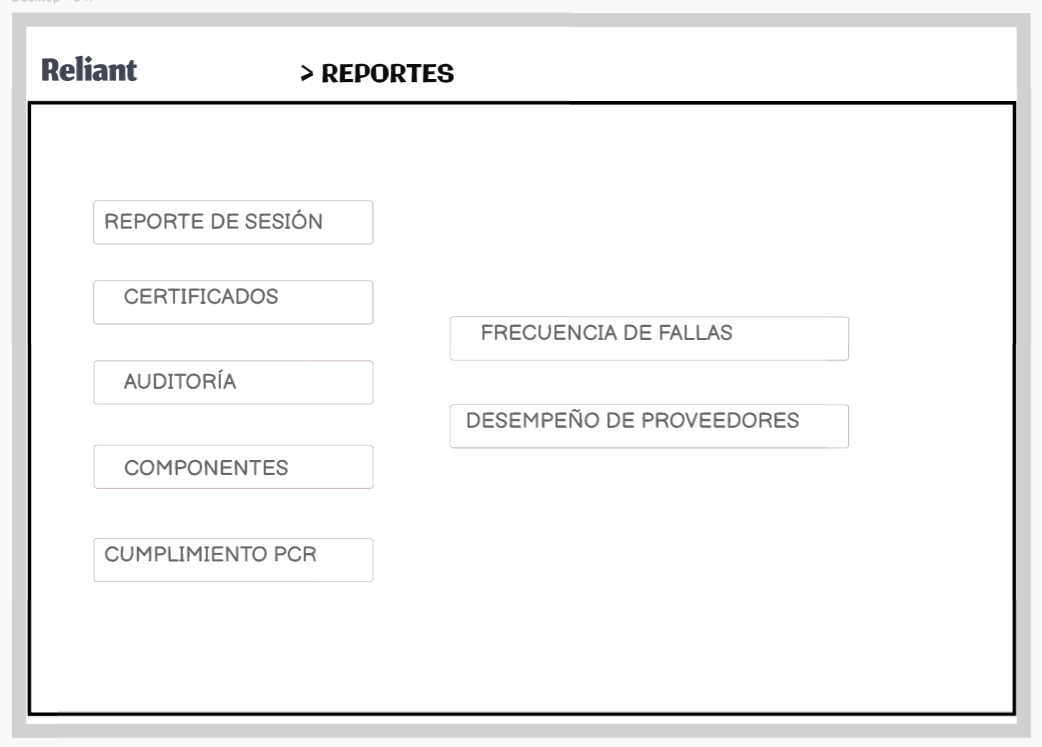 Reliant
> REPORTES
REPORTE DE SESIÓN
CERTIFICADOS
AUDITORÍA
COMPONENTES
CUMPLIMIENTO PCR
FRECUENCIA DE FALLAS
DESEMPEÑO DE PROVEEDORES